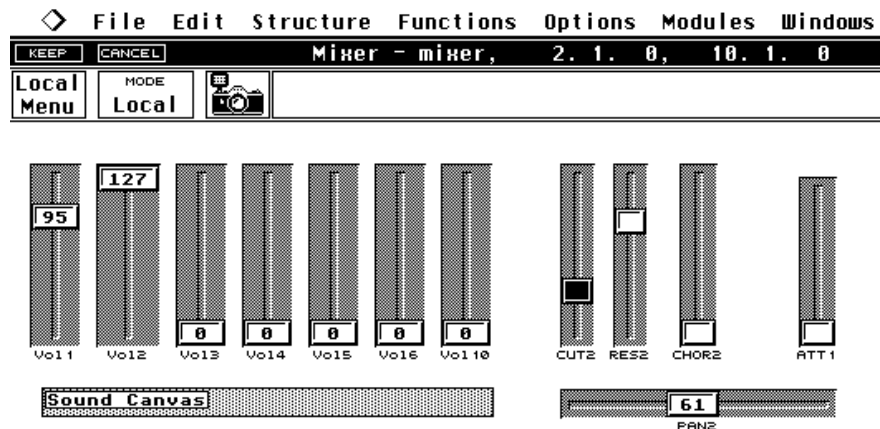 File Edit Structure Functions Options Modules Windows
KEEP CANCEL Mixer - mixer, 2. 1. 0, 10. 1. 0
Local Menu MODE Local
127
95
0 0 0 0 0
Vol1 Vol2 Vol3 Vol4 Vol5 Vol6 Vol10 CUT2 RES2 CHOR2 ATT1
Sound Canvas 61
PAN2